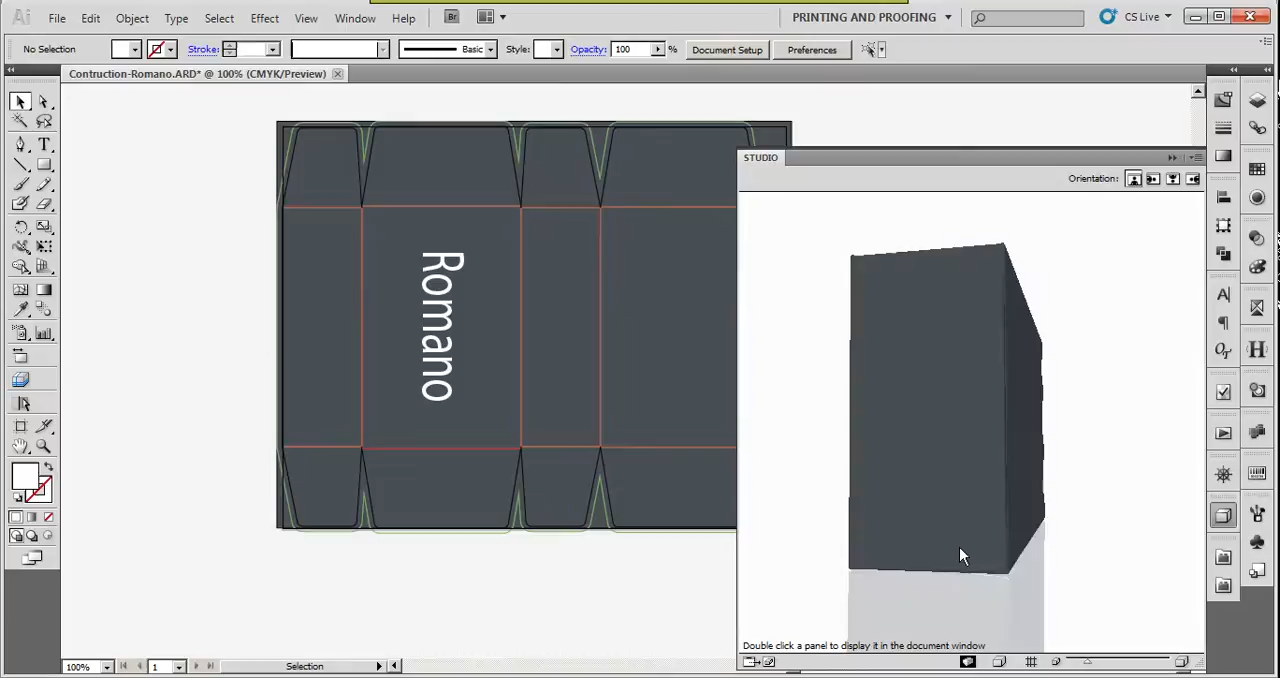 Ai File Edit Object Type Select Effect View Window Help Br PRINTING AND PROOFING CS Live
No Selection Stroke: Basic Style: Opacity: 100 % Document Setup Preferences
Contruction-Romano.ARD* @ 100% (CMYK/Preview)
STUDIO
Orientation:
Romano
Double click a panel to display it in the document window
100% 1 Selection